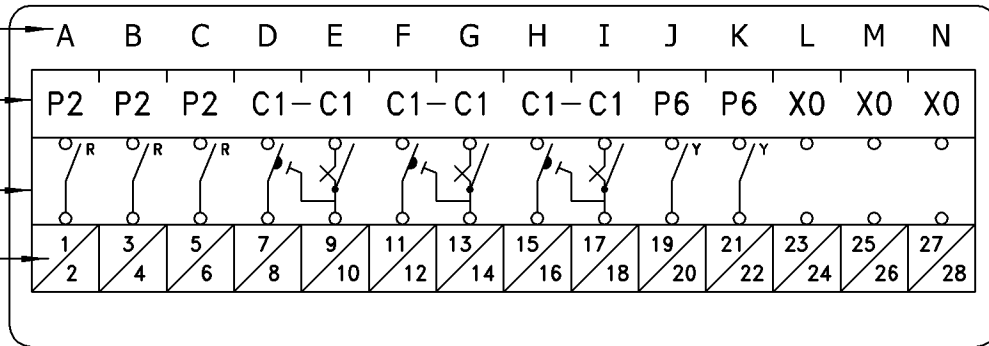 A B C D E F G H I J K L M N
P2 P2 P2 C1-C1 C1-C1 C1-C1 P6 P6 X0 X0 X0
R R R Y Y
1 3 5 7 9 11 13 15 17 19 21 23 25 27
2 4 6 8 10 12 14 16 18 20 22 24 26 28